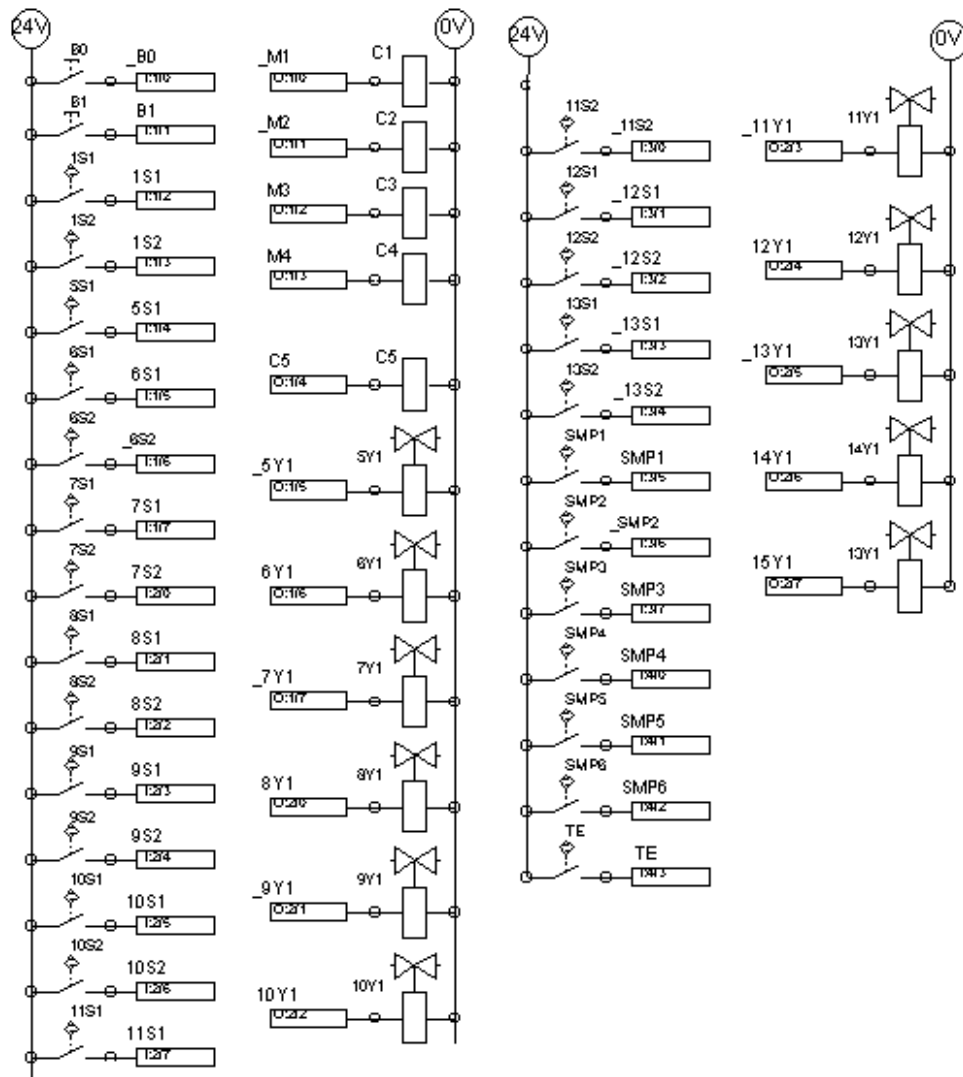 24V
B0 _B0
I:1/0
B1 B1
I:1/1
1S1 1S1
I:1/2
1S2 1S2
I:1/3
5S1 5S1
I:1/4
6S1 6S1
I:1/5
6S2 _6S2
I:1/6
7S1 7S1
I:1/7
7S2 7S2
I:2/0
8S1 8S1
I:2/1
8S2 8S2
I:2/2
9S1 9S1
I:2/3
9S2 9S2
I:2/4
10S1 10S1
I:2/5
10S2 10S2
I:2/6
11S1 11S1
I:2/7
0V
_M1 C1
O:1/0
_M2 C2
O:1/1
M3 C3
O:1/2
M4 C4
O:1/3
C5 C5
O:1/4
_5Y1 5Y1
O:1/5
6Y1 6Y1
O:1/6
_7Y1 7Y1
O:1/7
8Y1 8Y1
O:2/0
_9Y1 9Y1
O:2/1
10Y1 10Y1
O:2/2
24V
11S2 _11S2
I:3/0
12S1 _12S1
I:3/1
12S2 _12S2
I:3/2
13S1 _13S1
I:3/3
13S2 _13S2
I:3/4
SMP1 SMP1
I:3/5
SMP2 _SMP2
I:3/6
SMP3 SMP3
I:3/7
SMP4 SMP4
I:4/0
SMP5 SMP5
I:4/1
SMP6 SMP6
I:4/2
TE TE
I:4/3
0V
_11Y1 11Y1
O:2/3
12Y1 12Y1
O:2/4
_13Y1 13Y1
O:2/5
14Y1 14Y1
O:2/6
15Y1 13Y1
O:2/7